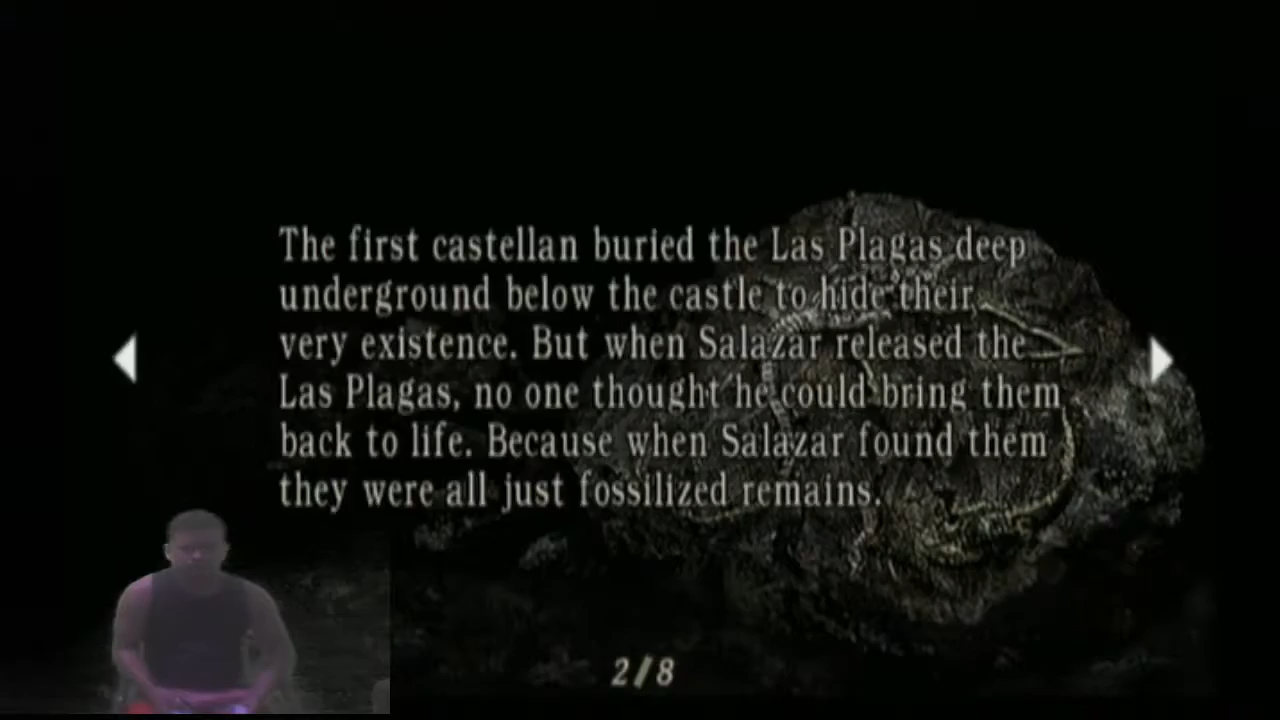 The first castellan buried the Las Plagas deep
underground below the castle to hide their
very existence. But when Salazar released the
Las Plagas, no one thought he could bring them
back to life. Because when Salazar found them
they were all just fossilized remains.
2/8